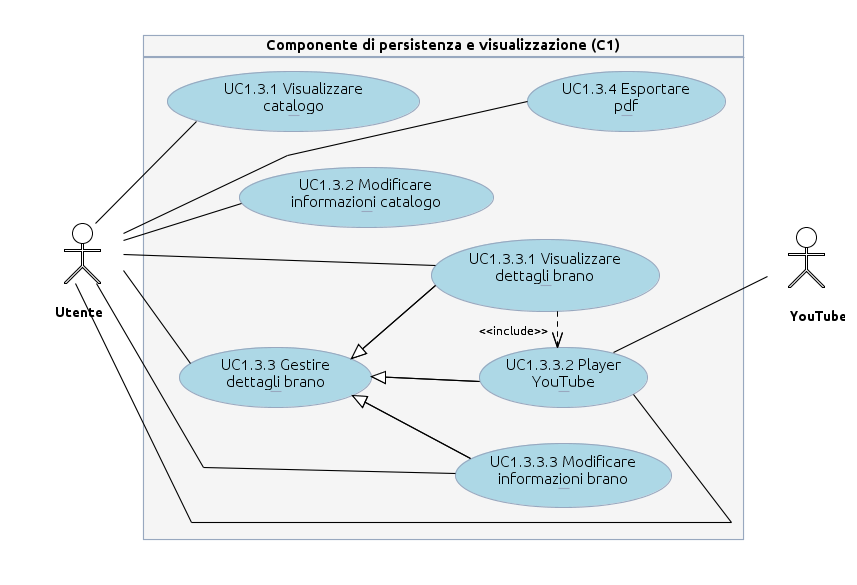 Componente di persistenza e visualizzazione (C1)
UC1.3.1 Visualizzare
catalogo
UC1.3.4 Esportare
pdf
UC1.3.2 Modificare
informazioni catalogo
UC1.3.3.1 Visualizzare
dettagli brano
Utente
YouTube
<<include>>
UC1.3.3 Gestire
dettagli brano
UC1.3.3.2 Player
YouTube
UC1.3.3.3 Modificare
informazioni brano